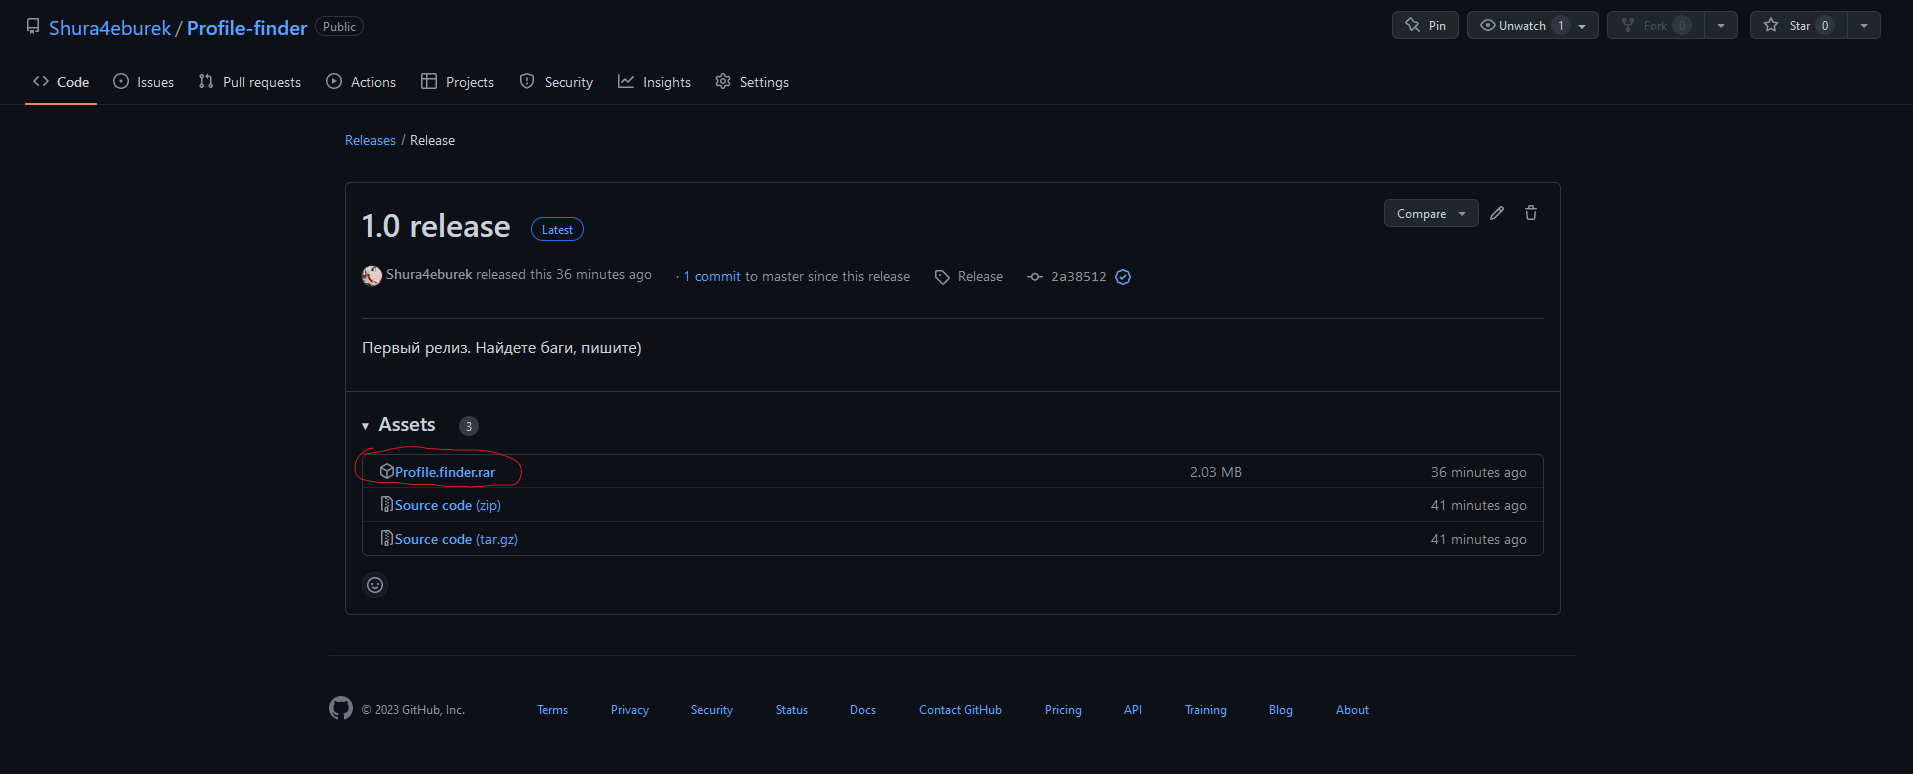 Shura4eburek / Profile-finder Public
Pin Unwatch 1 Fork 0 Star 0
Code Issues Pull requests Actions Projects Security Insights Settings
Releases / Release
1.0 release Latest
Compare
Shura4eburek released this 36 minutes ago · 1 commit to master since this release Release 2a38512
Первый релиз. Найдете баги, пишите)
Assets 3
Profile.finder.rar 2.03 MB 36 minutes ago
Source code (zip) 41 minutes ago
Source code (tar.gz) 41 minutes ago
© 2023 GitHub, Inc. Terms Privacy Security Status Docs Contact GitHub Pricing API Training Blog About